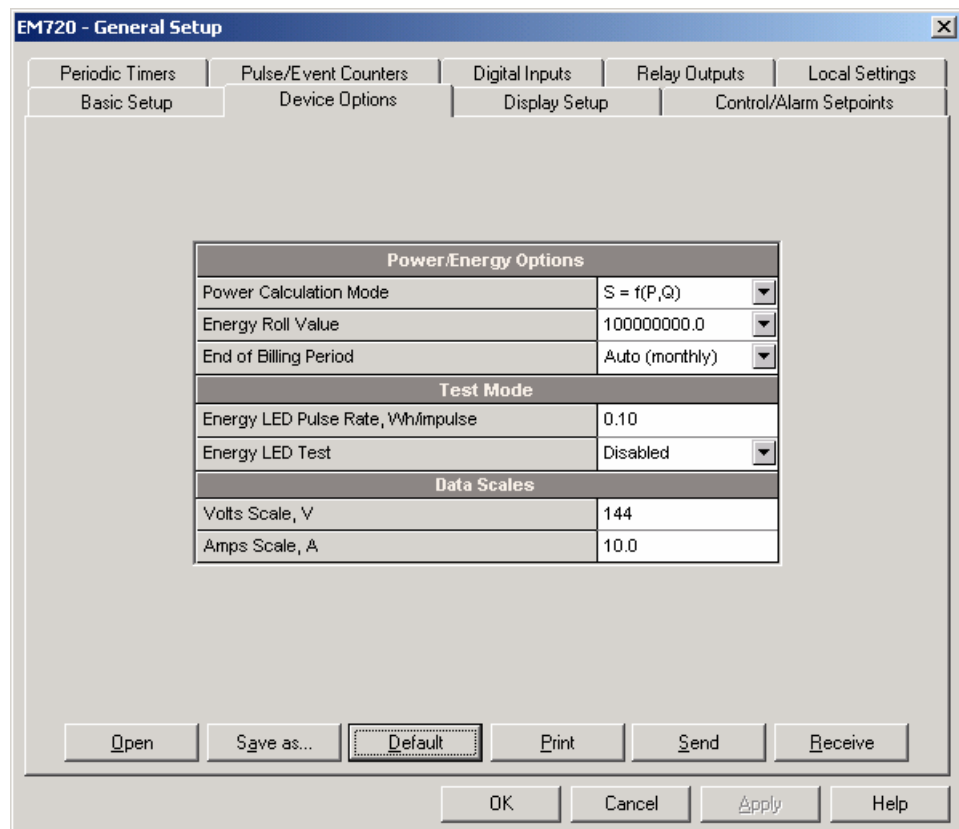 EM720 - General Setup
Periodic Timers Pulse/Event Counters Digital Inputs Relay Outputs Local Settings
Basic Setup Device Options Display Setup Control/Alarm Setpoints
Power/Energy Options
Power Calculation Mode S = f(P,Q)
Energy Roll Value 100000000.0
End of Billing Period Auto (monthly)
Test Mode
Energy LED Pulse Rate, Wh/impulse 0.10
Energy LED Test Disabled
Data Scales
Volts Scale, V 144
Amps Scale, A 10.0
Open Save as... Default Print Send Receive
OK Cancel Apply Help